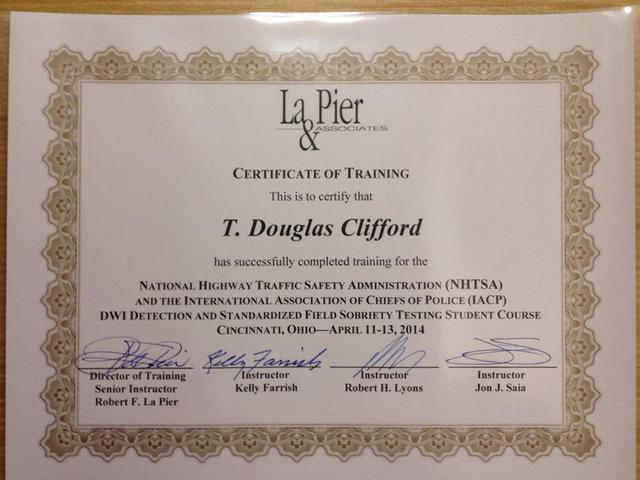 La Pier
& ASSOCIATES
CERTIFICATE OF TRAINING
This is to certify that
T. Douglas Clifford
has successfully completed training for the
NATIONAL HIGHWAY TRAFFIC SAFETY ADMINISTRATION (NHTSA)
AND THE INTERNATIONAL ASSOCIATION OF CHIEFS OF POLICE (IACP)
DWI DETECTION AND STANDARDIZED FIELD SOBRIETY TESTING STUDENT COURSE
CINCINNATI, OHIO—APRIL 11-13, 2014
Kelly Farrish
Director of Training Instructor Instructor Instructor
Senior Instructor Kelly Farrish Robert H. Lyons Jon J. Saia
Robert F. La Pier